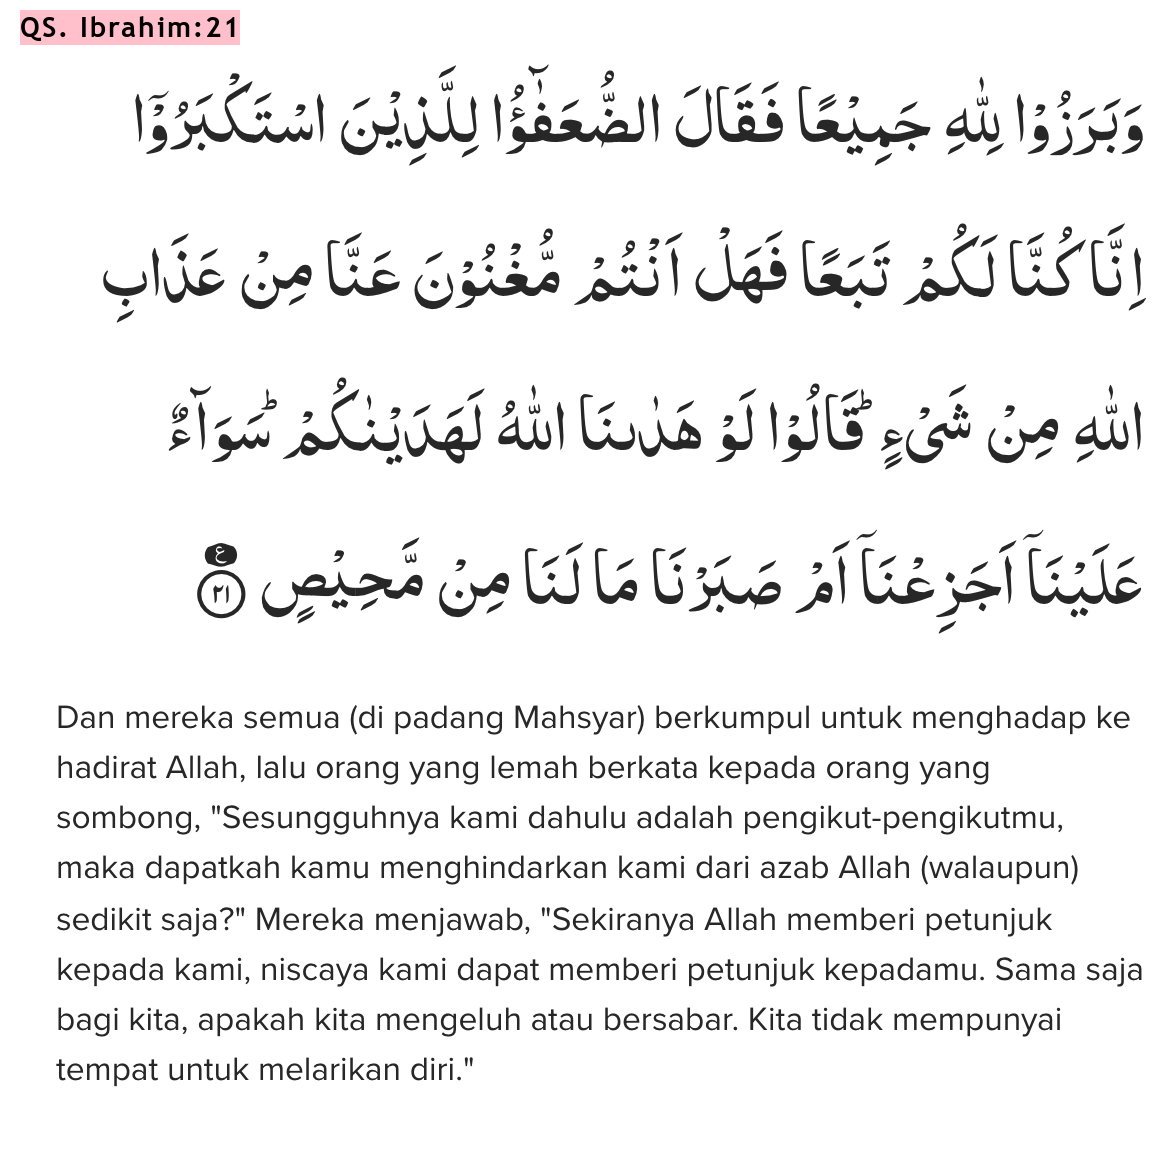 QS. Ibrahim:21
وَبَرَزُوْا لِلّٰهِ جَمِيْعًا فَقَالَ الضُّعَفٰۤؤُا لِلَّذِيْنَ اسْتَكْبَرُوْٓا
اِنَّا كُنَّا لَكُمْ تَبَعًا فَهَلْ اَنْتُمْ مُّغْنُوْنَ عَنَّا مِنْ عَذَابِ
اللّٰهِ مِنْ شَيْءٍ ۗقَالُوْا لَوْ هَدٰىنَا اللّٰهُ لَهَدَيْنٰكُمْ ۗسَوَاۤءٌ
عَلَيْنَآ اَجَزِعْنَآ اَمْ صَبَرْنَا مَا لَنَا مِنْ مَّحِيْصٍ ࣖ ٢١
Dan mereka semua (di padang Mahsyar) berkumpul untuk menghadap ke
hadirat Allah, lalu orang yang lemah berkata kepada orang yang
sombong, "Sesungguhnya kami dahulu adalah pengikut-pengikutmu,
maka dapatkah kamu menghindarkan kami dari azab Allah (walaupun)
sedikit saja?" Mereka menjawab, "Sekiranya Allah memberi petunjuk
kepada kami, niscaya kami dapat memberi petunjuk kepadamu. Sama saja
bagi kita, apakah kita mengeluh atau bersabar. Kita tidak mempunyai
tempat untuk melarikan diri."